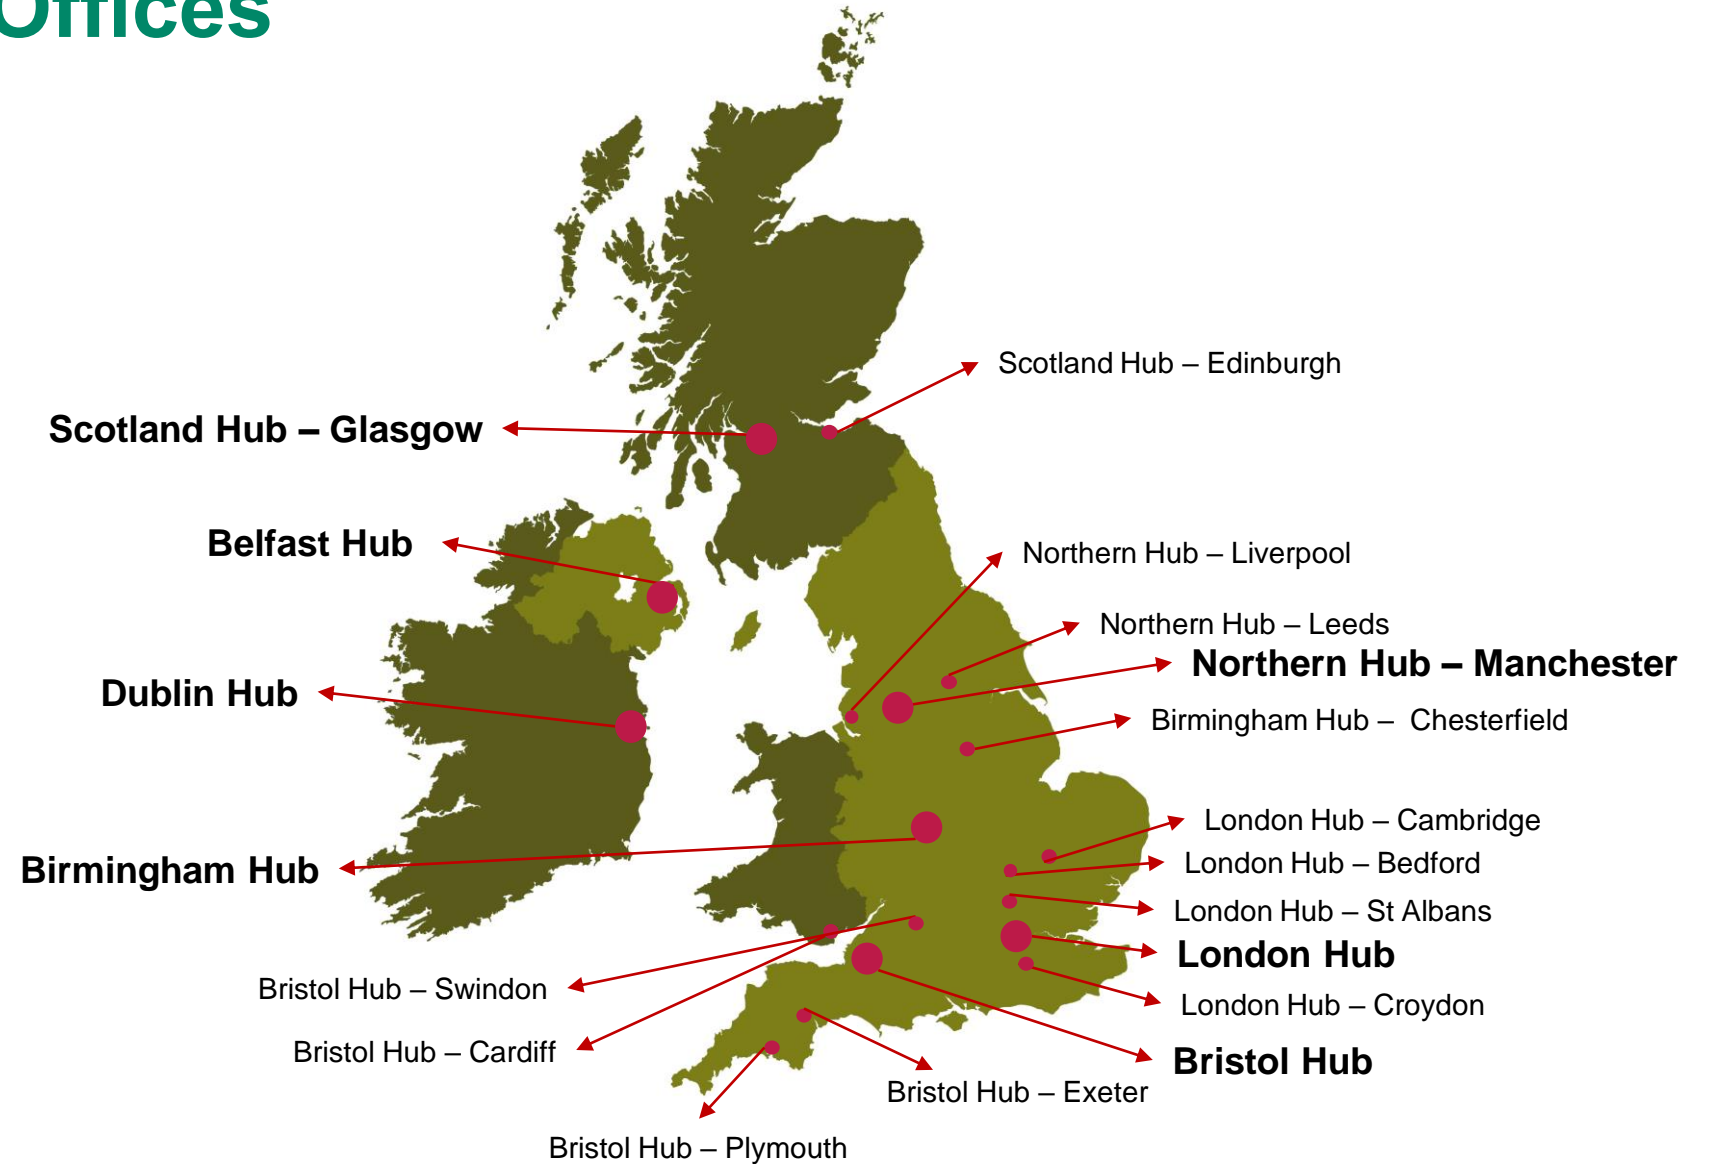 Offices
Scotland Hub – Edinburgh
Scotland Hub – Glasgow
Belfast Hub
Northern Hub – Liverpool
Northern Hub – Leeds
Northern Hub – Manchester
Dublin Hub
Birmingham Hub – Chesterfield
London Hub – Cambridge
Birmingham Hub
London Hub – Bedford
London Hub – St Albans
London Hub
Bristol Hub – Swindon
London Hub – Croydon
Bristol Hub – Cardiff
Bristol Hub
Bristol Hub – Exeter
Bristol Hub – Plymouth